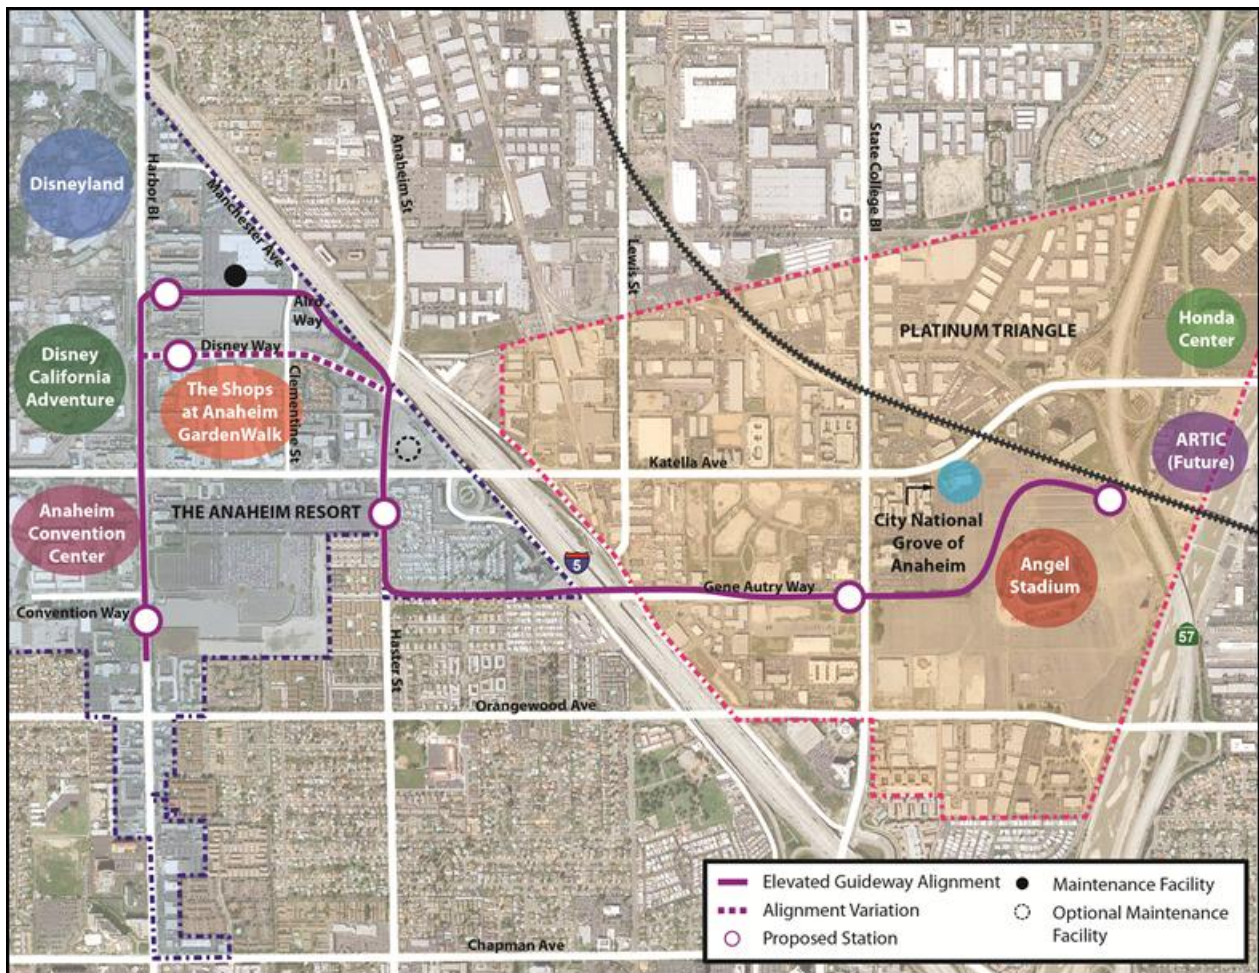 Disneyland
Harbor Bl
Manchester Ave
Anaheim St
State College Bl
Lewis St
Disney
California
Adventure
Disney Way
The Shops
at Anaheim
GardenWalk
Clementine St
Way
PLATINUM TRIANGLE
Honda
Center
ARTIC
(Future)
Katella Ave
Anaheim
Convention
Center
THE ANAHEIM RESORT
City National
Grove of
Anaheim
5
Gene Autry Way
Angel
Stadium
Convention Way
57
Haster St
Orangewood Ave
Chapman Ave
Elevated Guideway Alignment
Alignment Variation
Proposed Station
Maintenance Facility
Optional Maintenance
Facility